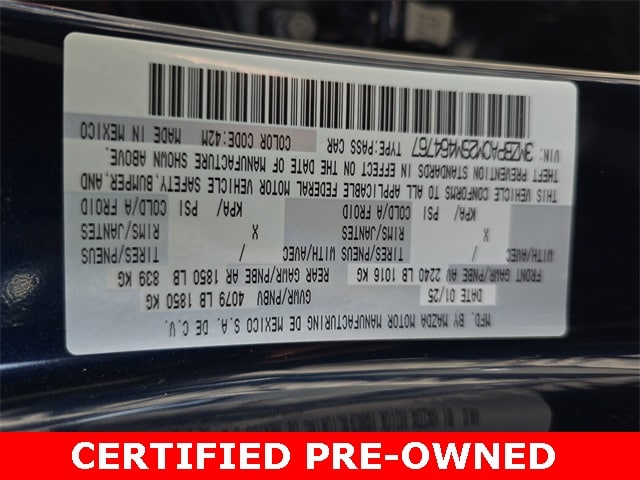 MFD. BY MAZDA MOTOR MANUFACTURING DE MEXICO S.A. DE C.V.
DATE 01/25 GVWR/PNBV 4079 LB 1850 KG
FRONT GAWR/PNBE AV 2240 LB 1016 KG REAR GAWR/PNBE AR 1850 LB 839 KG
WITH/AVEC / TIRES/PNEUS WITH/AVEC / TIRES/PNEUS
X RIMS/JANTES X RIMS/JANTES
KPA/ PSI COLD/A FROID KPA/ PSI COLD/A FROID
THIS VEHICLE CONFORMS TO ALL APPLICABLE FEDERAL MOTOR VEHICLE SAFETY, BUMPER, AND
THEFT PREVENTION STANDARDS IN EFFECT ON THE DATE OF MANUFACTURE SHOWN ABOVE.
VIN: 3MZBPACM2SM464767 TYPE:PASS CAR COLOR CODE:42M MADE IN MEXICO
CERTIFIED PRE-OWNED